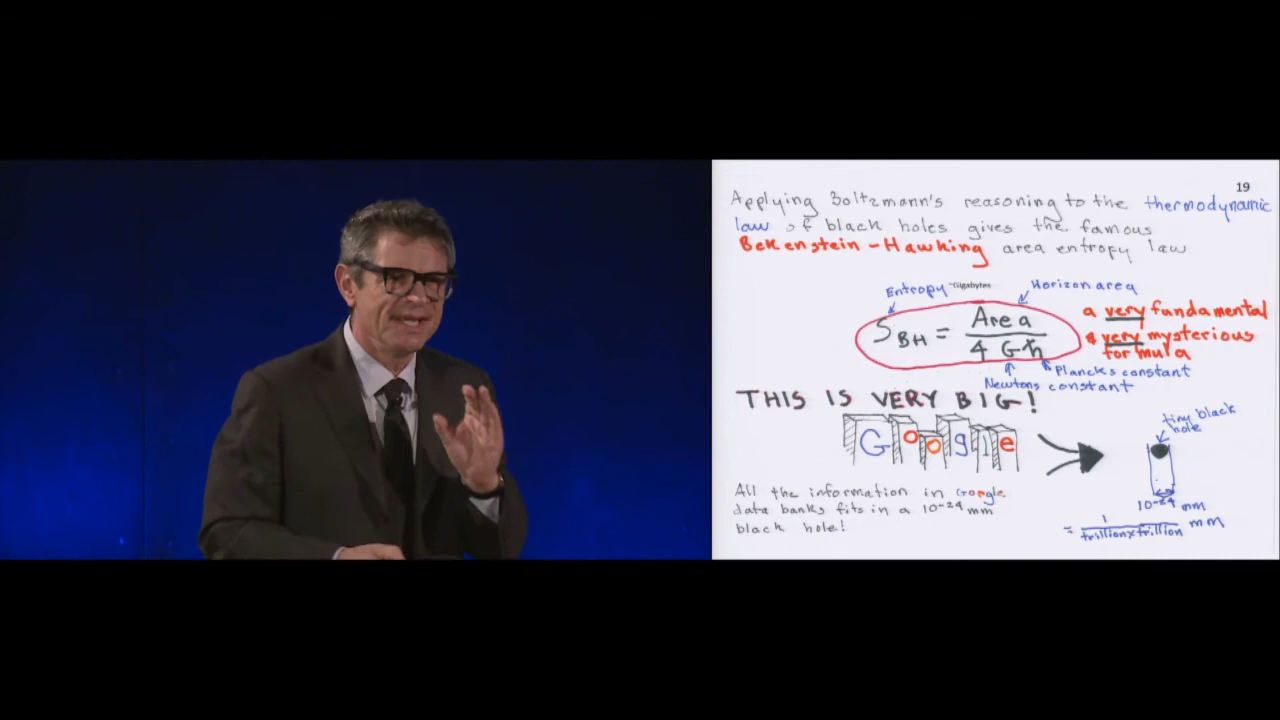 19
Applying Boltzmann's reasoning to the thermodynamic
law of black holes gives the famous
Bekenstein-Hawking area entropy law
Entropy ~Gigabytes
Horizon area
S BH = Area / 4 Għ
a very fundamental
& very mysterious
formula
Plancks constant
Newtons constant
THIS IS VERY BIG!
Google
tiny black
hole
All the information in Google
data banks fits in a 10-24 mm
black hole!
10-24 mm
= 1 / trillion×trillion mm